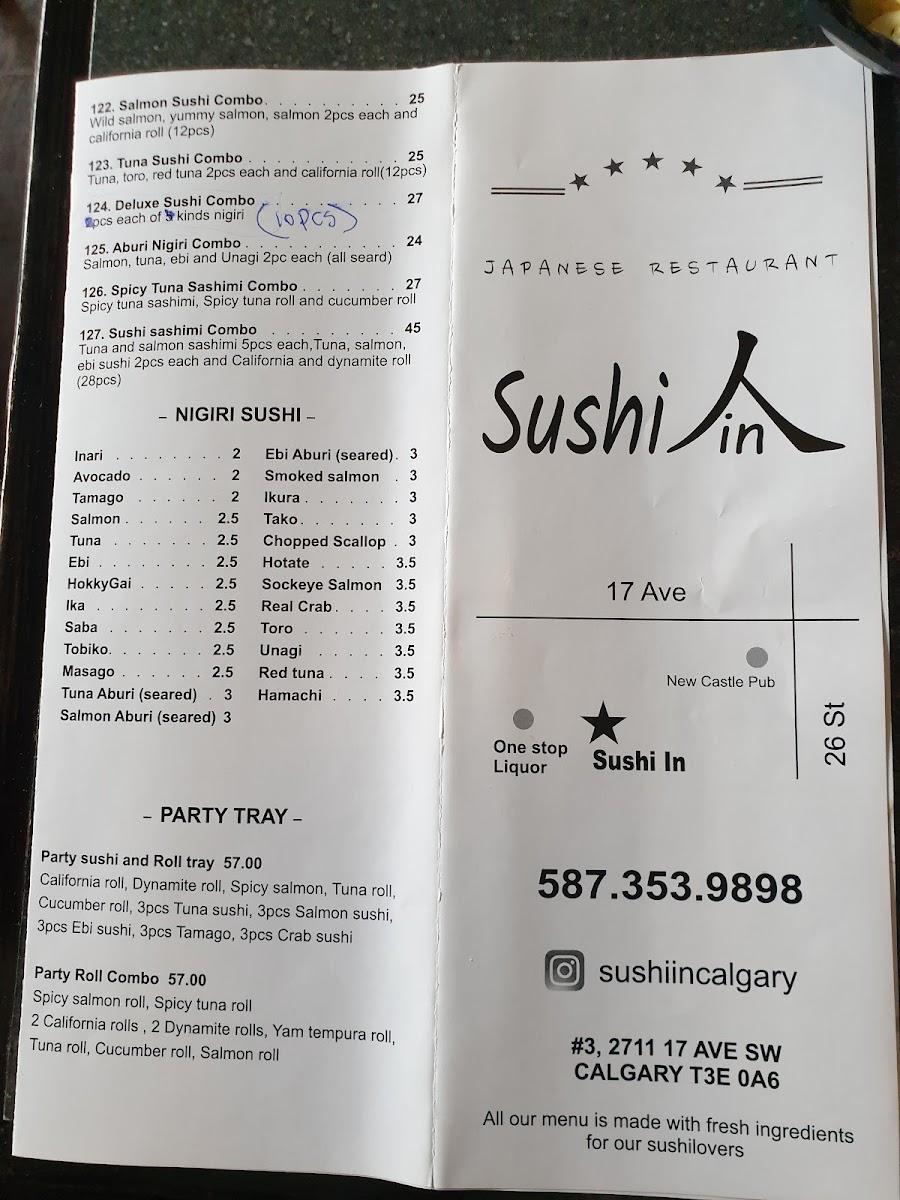 122. Salmon Sushi Combo. . . . . . . . . . 25
Wild salmon, yummy salmon, salmon 2pcs each and
california roll (12pcs)
123. Tuna Sushi Combo . . . . . . . . . . . 25
Tuna, toro, red tuna 2pcs each and california roll(12pcs)
124. Deluxe Sushi Combo . . . . . . . . . . 27
pcs each of kinds nigiri (10PCS)
125. Aburi Nigiri Combo . . . . . . . . . . . 24
Salmon, tuna, ebi and Unagi 2pc each (all seard)
126. Spicy Tuna Sashimi Combo . . . . . . . 27
Spicy tuna sashimi, Spicy tuna roll and cucumber roll
127. Sushi sashimi Combo . . . . . . . . . 45
Tuna and salmon sashimi 5pcs each,Tuna, salmon,
ebi sushi 2pcs each and California and dynamite roll
(28pcs)
– NIGIRI SUSHI –
Inari . . . . . . . . 2
Avocado . . . . . . 2
Tamago . . . . . . 2
Salmon . . . . . . 2.5
Tuna . . . . . . . 2.5
Ebi . . . . . . . . 2.5
HokkyGai . . . . . 2.5
Ika . . . . . . . . 2.5
Saba . . . . . . . 2.5
Tobiko. . . . . . . 2.5
Masago . . . . . . 2.5
Tuna Aburi (seared) . 3
Salmon Aburi (seared) 3
Ebi Aburi (seared). 3
Smoked salmon . 3
Ikura . . . . . . . 3
Tako. . . . . . . 3
Chopped Scallop . 3
Hotate . . . . . 3.5
Sockeye Salmon 3.5
Real Crab. . . . 3.5
Toro . . . . . . 3.5
Unagi . . . . . 3.5
Red tuna . . . . 3.5
Hamachi . . . . 3.5
– PARTY TRAY –
Party sushi and Roll tray 57.00
California roll, Dynamite roll, Spicy salmon, Tuna roll,
Cucumber roll, 3pcs Tuna sushi, 3pcs Salmon sushi,
3pcs Ebi sushi, 3pcs Tamago, 3pcs Crab sushi
Party Roll Combo 57.00
Spicy salmon roll, Spicy tuna roll
2 California rolls , 2 Dynamite rolls, Yam tempura roll,
Tuna roll, Cucumber roll, Salmon roll
JAPANESE RESTAURANT
Sushi in
17 Ave
New Castle Pub
26 St
One stop
Liquor
Sushi In
587.353.9898
sushiincalgary
#3, 2711 17 AVE SW
CALGARY T3E 0A6
All our menu is made with fresh ingredients
for our sushilovers